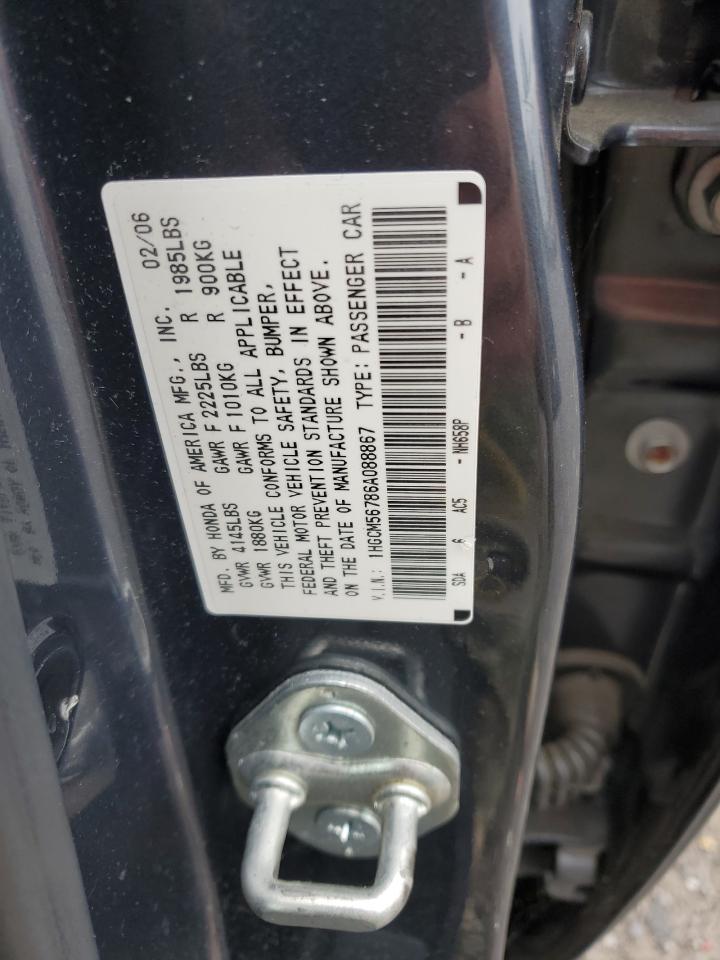 MFD. BY HONDA OF AMERICA MFG., INC. 02/06
GVWR 4145LBS GAWR F 2225LBS R 1985LBS
GVWR 1880KG GAWR F 1010KG R 900KG
THIS VEHICLE CONFORMS TO ALL APPLICABLE
FEDERAL MOTOR VEHICLE SAFETY, BUMPER,
AND THEFT PREVENTION STANDARDS IN EFFECT
ON THE DATE OF MANUFACTURE SHOWN ABOVE.
V.I.N.: 1HGCM56786A088867 TYPE: PASSENGER CAR
SDA 6 AC5 - NH658P - B - A